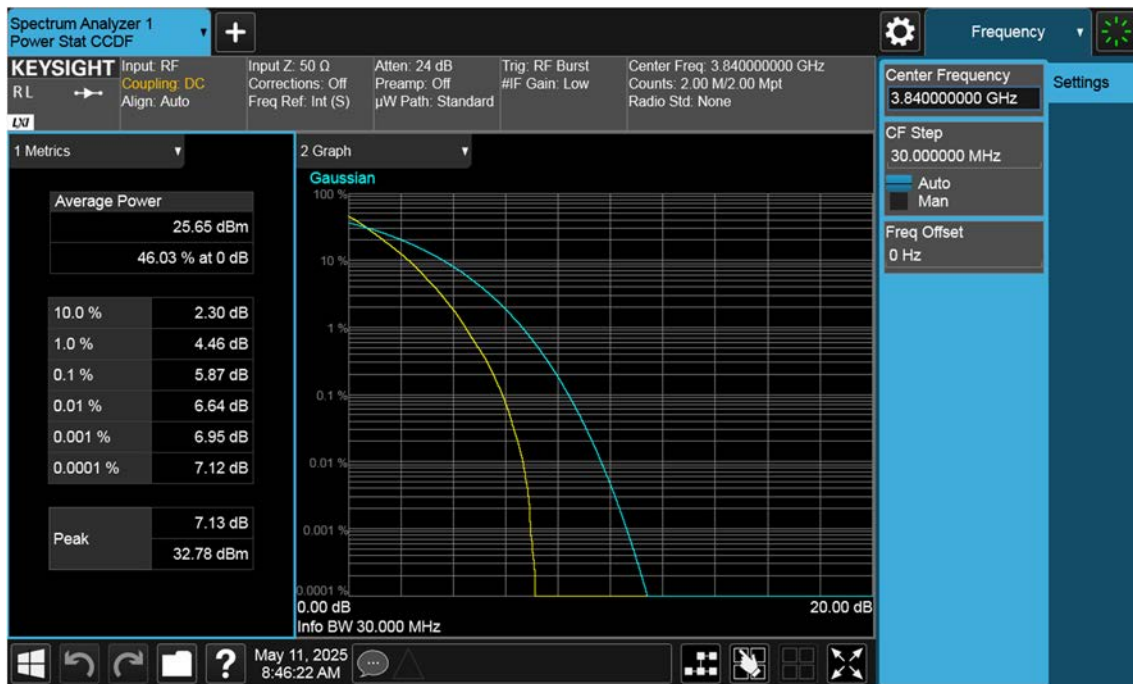 Spectrum Analyzer 1
Power Stat CCDF
+
Frequency
KEYSIGHT
RL
LXI
Input: RF
Coupling: DC
Align: Auto
Input Z: 50 Ω
Corrections: Off
Freq Ref: Int (S)
Atten: 24 dB
Preamp: Off
µW Path: Standard
Trig: RF Burst
#IF Gain: Low
Center Freq: 3.840000000 GHz
Counts: 2.00 M/2.00 Mpt
Radio Std: None
Center Frequency
3.840000000 GHz
Settings
CF Step
30.000000 MHz
Auto
Man
Freq Offset
0 Hz
1 Metrics
Average Power
25.65 dBm
46.03 % at 0 dB
10.0 % 2.30 dB
1.0 % 4.46 dB
0.1 % 5.87 dB
0.01 % 6.64 dB
0.001 % 6.95 dB
0.0001 % 7.12 dB
Peak
7.13 dB
32.78 dBm
2 Graph
Gaussian
100 %
10 %
1 %
0.1 %
0.01 %
0.001 %
0.0001 %
0.00 dB 20.00 dB
Info BW 30.000 MHz
?
May 11, 2025
8:46:22 AM